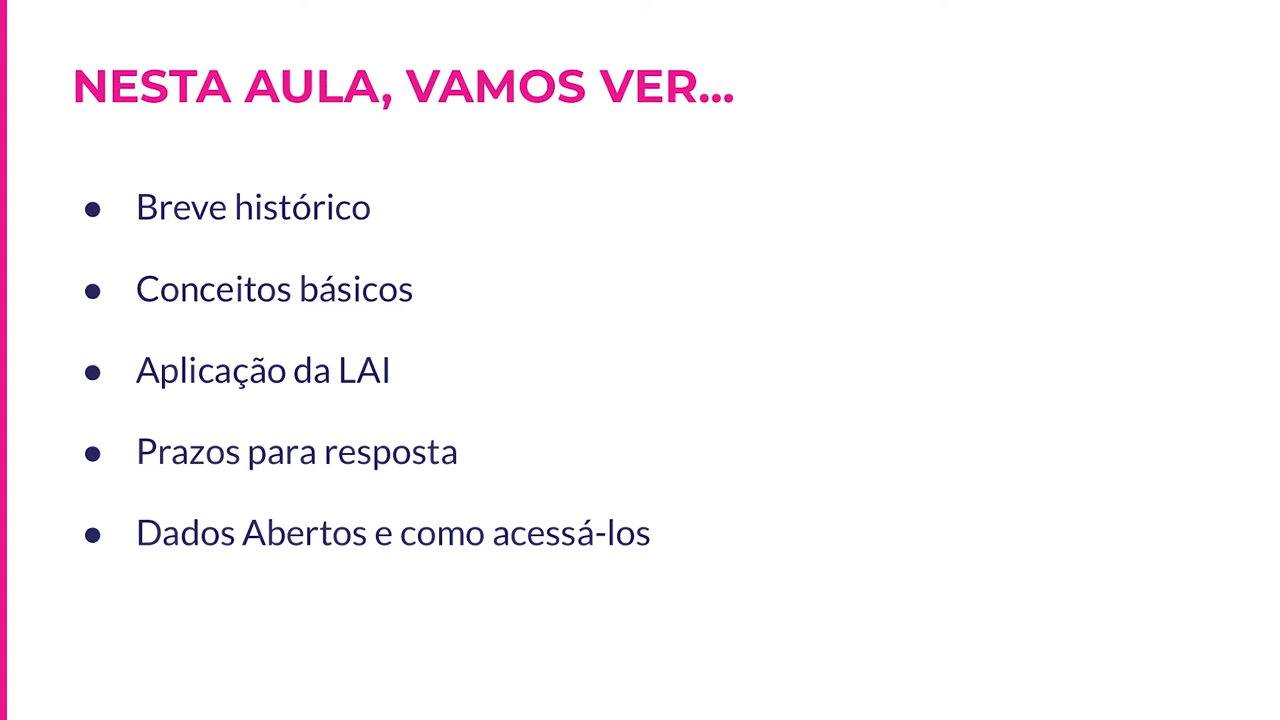 NESTA AULA, VAMOS VER...
● Breve histórico
● Conceitos básicos
● Aplicação da LAI
● Prazos para resposta
● Dados Abertos e como acessá-los